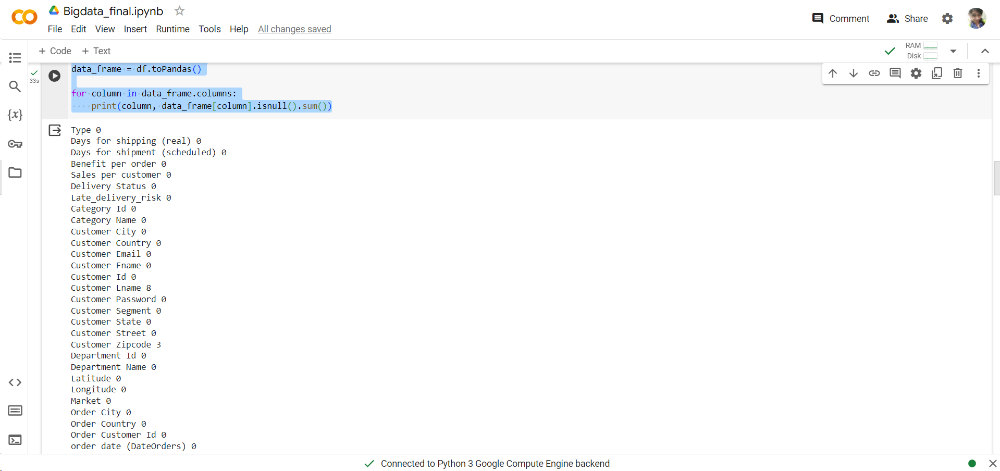 Bigdata_final.ipynb
File Edit View Insert Runtime Tools Help All changes saved
Comment Share
+ Code + Text
RAM
Disk
33s
data_frame = df.toPandas()
for column in data_frame.columns:
print(column, data_frame[column].isnull().sum())
Type 0
Days for shipping (real) 0
Days for shipment (scheduled) 0
Benefit per order 0
Sales per customer 0
Delivery Status 0
Late_delivery_risk 0
Category Id 0
Category Name 0
Customer City 0
Customer Country 0
Customer Email 0
Customer Fname 0
Customer Id 0
Customer Lname 8
Customer Password 0
Customer Segment 0
Customer State 0
Customer Street 0
Customer Zipcode 3
Department Id 0
Department Name 0
Latitude 0
Longitude 0
Market 0
Order City 0
Order Country 0
Order Customer Id 0
order date (DateOrders) 0
Connected to Python 3 Google Compute Engine backend